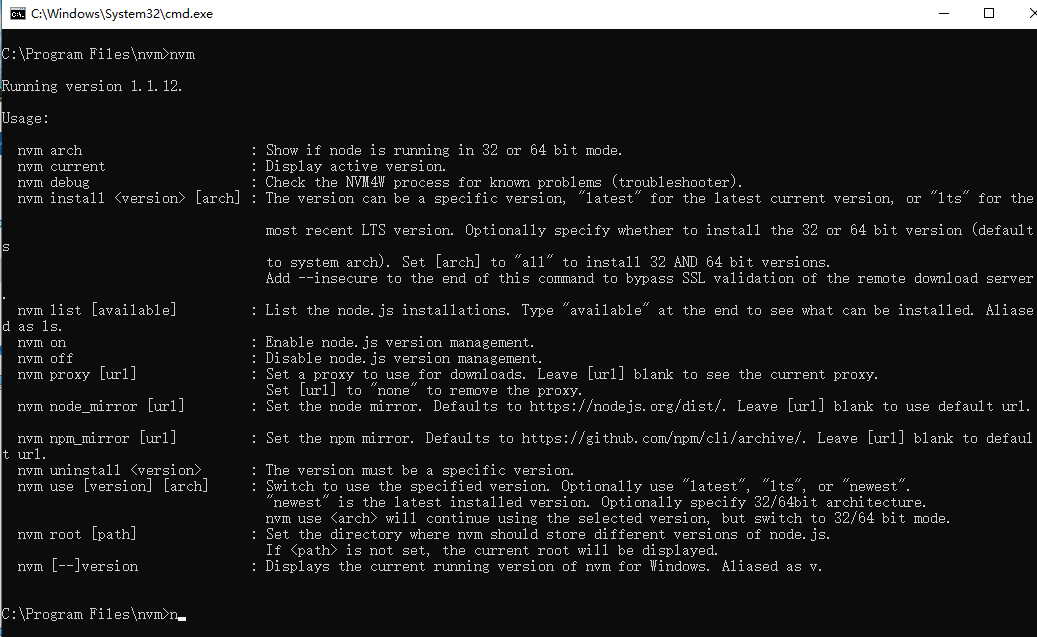 C:\Windows\System32\cmd.exe
C:\Program Files\nvm>nvm
Running version 1.1.12.
Usage:
nvm arch : Show if node is running in 32 or 64 bit mode.
nvm current : Display active version.
nvm debug : Check the NVM4W process for known problems (troubleshooter).
nvm install <version> [arch] : The version can be a specific version, "latest" for the latest current version, or "lts" for the
most recent LTS version. Optionally specify whether to install the 32 or 64 bit version (default
s
to system arch). Set [arch] to "all" to install 32 AND 64 bit versions.
Add --insecure to the end of this command to bypass SSL validation of the remote download server
.
nvm list [available] : List the node.js installations. Type "available" at the end to see what can be installed. Aliase
d as ls.
nvm on : Enable node.js version management.
nvm off : Disable node.js version management.
nvm proxy [url] : Set a proxy to use for downloads. Leave [url] blank to see the current proxy.
Set [url] to "none" to remove the proxy.
nvm node_mirror [url] : Set the node mirror. Defaults to https://nodejs.org/dist/. Leave [url] blank to use default url.
nvm npm_mirror [url] : Set the npm mirror. Defaults to https://github.com/npm/cli/archive/. Leave [url] blank to defaul
t url.
nvm uninstall <version> : The version must be a specific version.
nvm use [version] [arch] : Switch to use the specified version. Optionally use "latest", "lts", or "newest".
"newest" is the latest installed version. Optionally specify 32/64bit architecture.
nvm use <arch> will continue using the selected version, but switch to 32/64 bit mode.
nvm root [path] : Set the directory where nvm should store different versions of node.js.
If <path> is not set, the current root will be displayed.
nvm [--]version : Displays the current running version of nvm for Windows. Aliased as v.
C:\Program Files\nvm>n